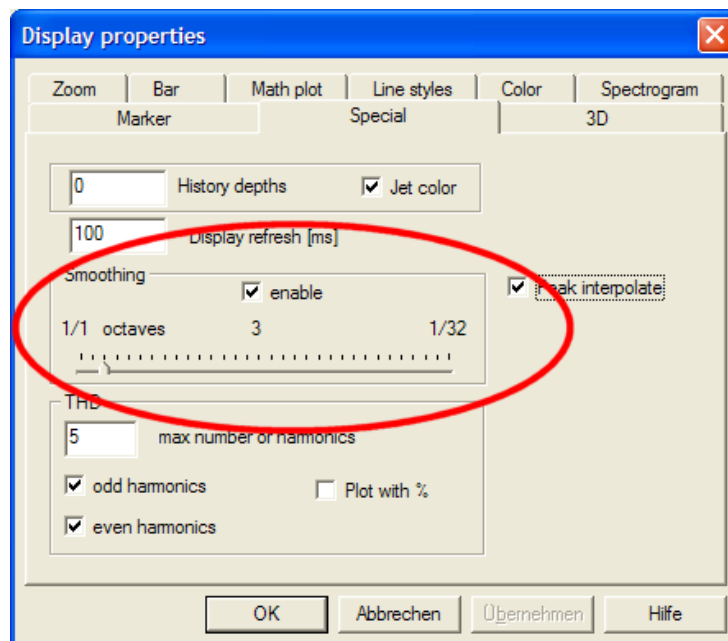 Display properties
Zoom Bar Math plot Line styles Color Spectrogram
Marker Special 3D
0 History depths Jet color
100 Display refresh [ms]
Smoothing
enable
Peak interpolate
1/1 octaves 3 1/32
THD
5 max number of harmonics
odd harmonics Plot with %
even harmonics
OK Abbrechen Übernehmen Hilfe